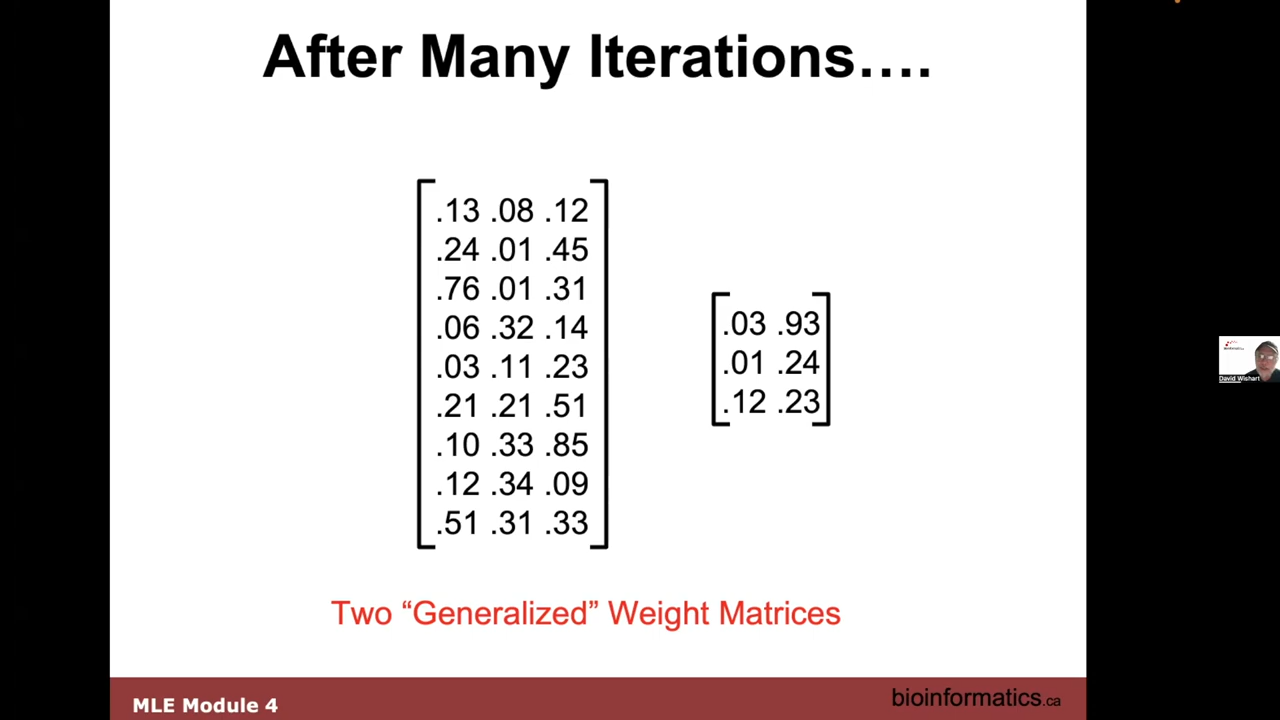 After Many Iterations….
.13 .08 .12
.24 .01 .45
.76 .01 .31
.06 .32 .14
.03 .11 .23
.21 .21 .51
.10 .33 .85
.12 .34 .09
.51 .31 .33
.03 .93
.01 .24
.12 .23
Two “Generalized” Weight Matrices
David Wishart
MLE Module 4
bioinformatics.ca